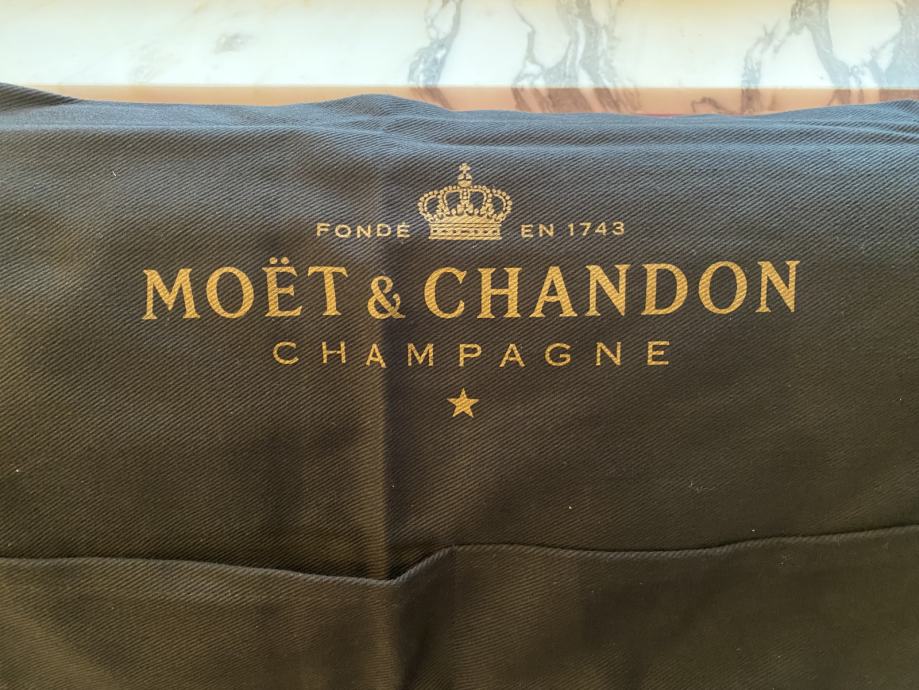 FONDÉ EN 1743
MOËT & CHANDON
CHAMPAGNE